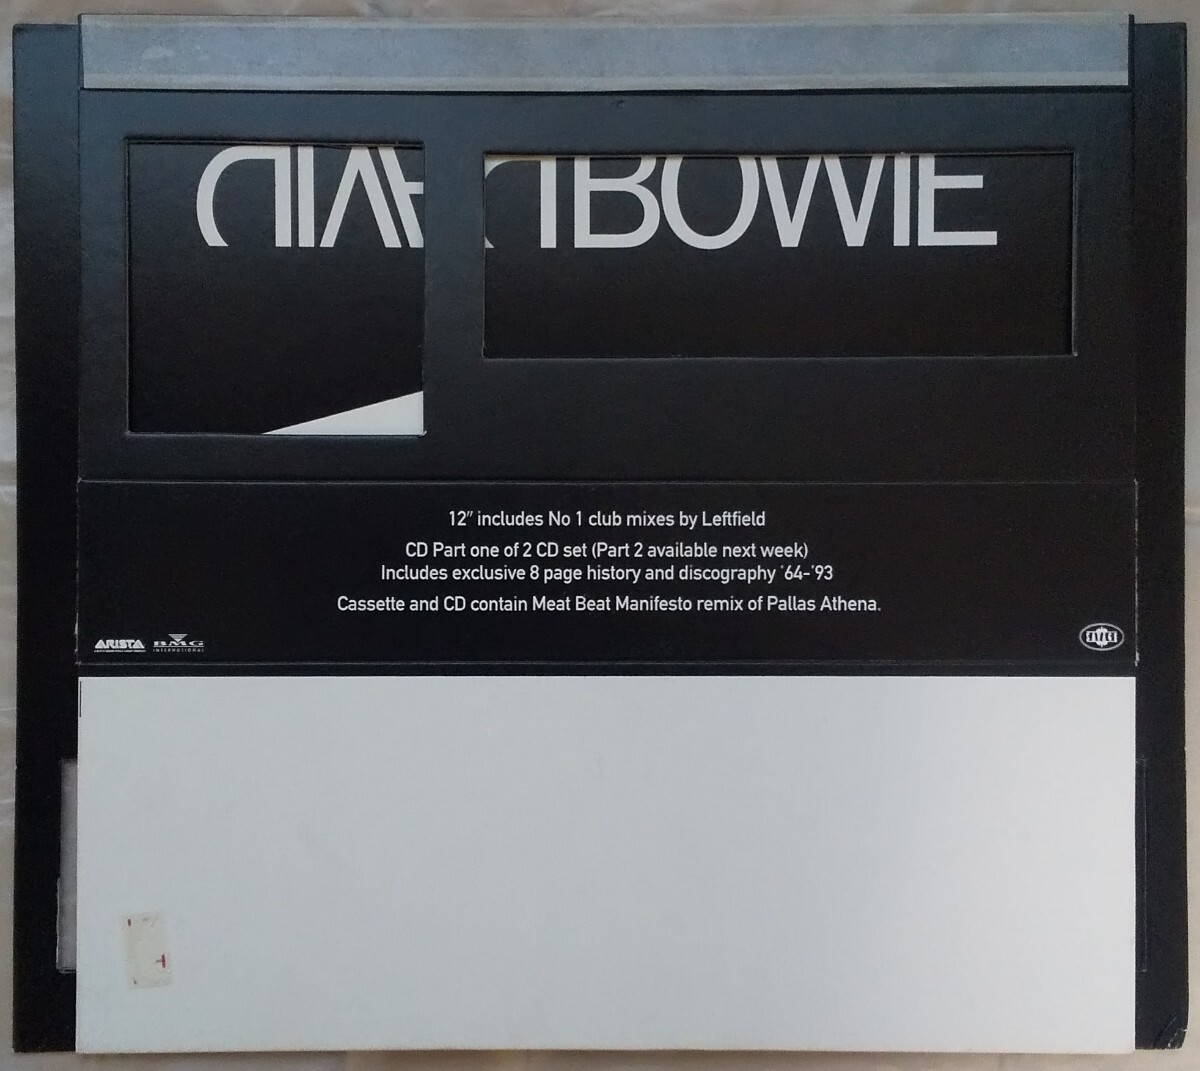 BOWIE
12" includes No 1 club mixes by Leftfield
CD Part one of 2 CD set (Part 2 available next week)
Includes exclusive 8 page history and discography '64-'93
Cassette and CD contain Meat Beat Manifesto remix of Pallas Athena.
ARISTA
BMG
INTERNATIONAL